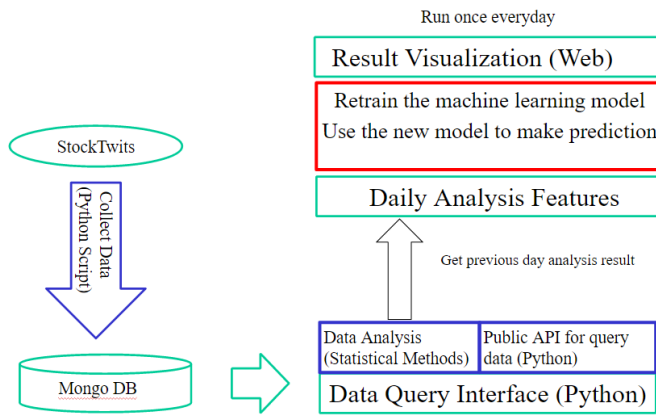 Run once everyday
Result Visualization (Web)
Retrain the machine learning model
Use the new model to make prediction
StockTwits
Daily Analysis Features
Collect Data
(Python Script)
Get previous day analysis result
Data Analysis
(Statistical Methods)
Public API for query
data (Python)
Mongo DB
Data Query Interface (Python)